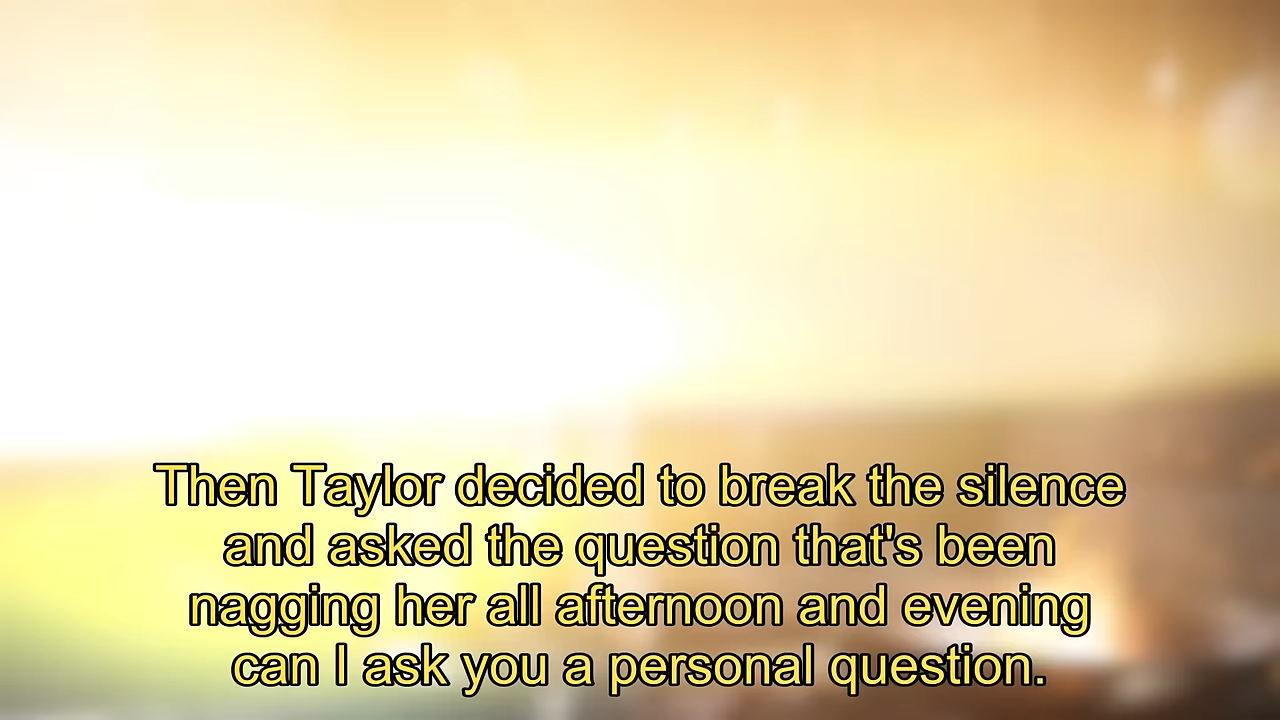 Then Taylor decided to break the silence
and asked the question that's been
nagging her all afternoon and evening
can I ask you a personal question.